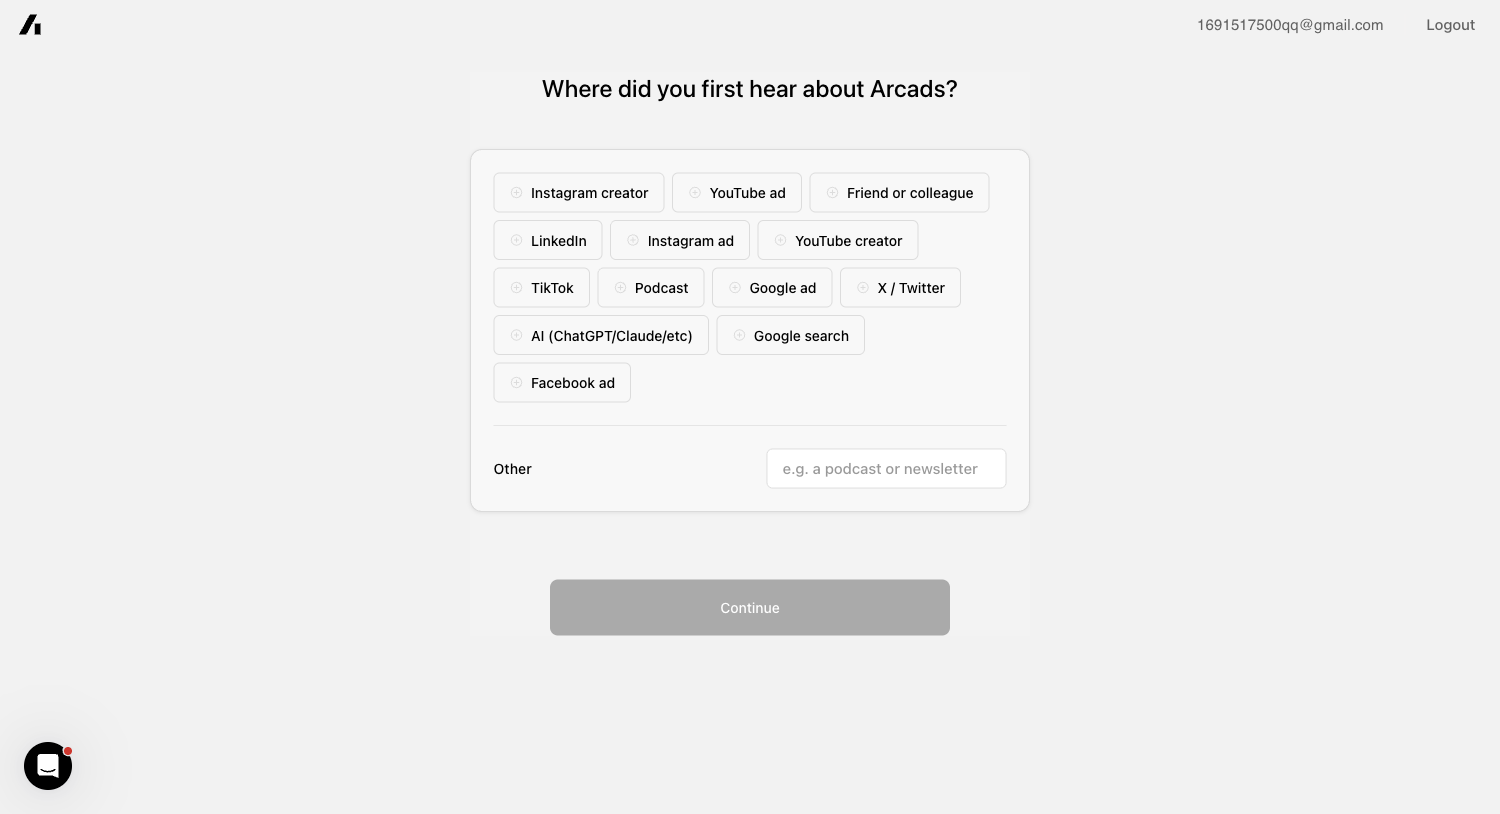 1691517500qq@gmail.com Logout
Where did you first hear about Arcads?
Instagram creator YouTube ad Friend or colleague
LinkedIn Instagram ad YouTube creator
TikTok Podcast Google ad X / Twitter
AI (ChatGPT/Claude/etc) Google search
Facebook ad
Other e.g. a podcast or newsletter
Continue